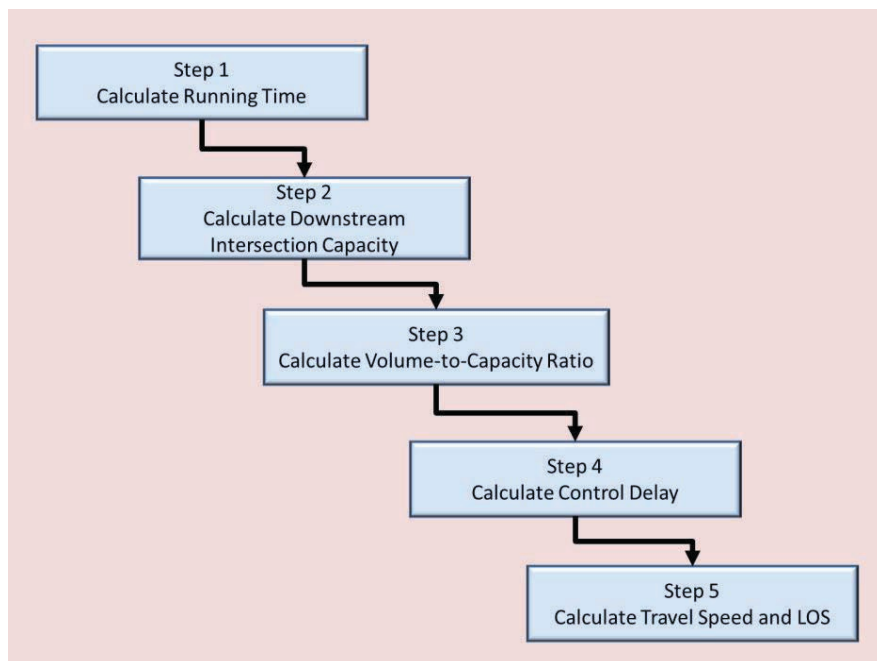 Step 1
Calculate Running Time
Step 2
Calculate Downstream
Intersection Capacity
Step 3
Calculate Volume-to-Capacity Ratio
Step 4
Calculate Control Delay
Step 5
Calculate Travel Speed and LOS